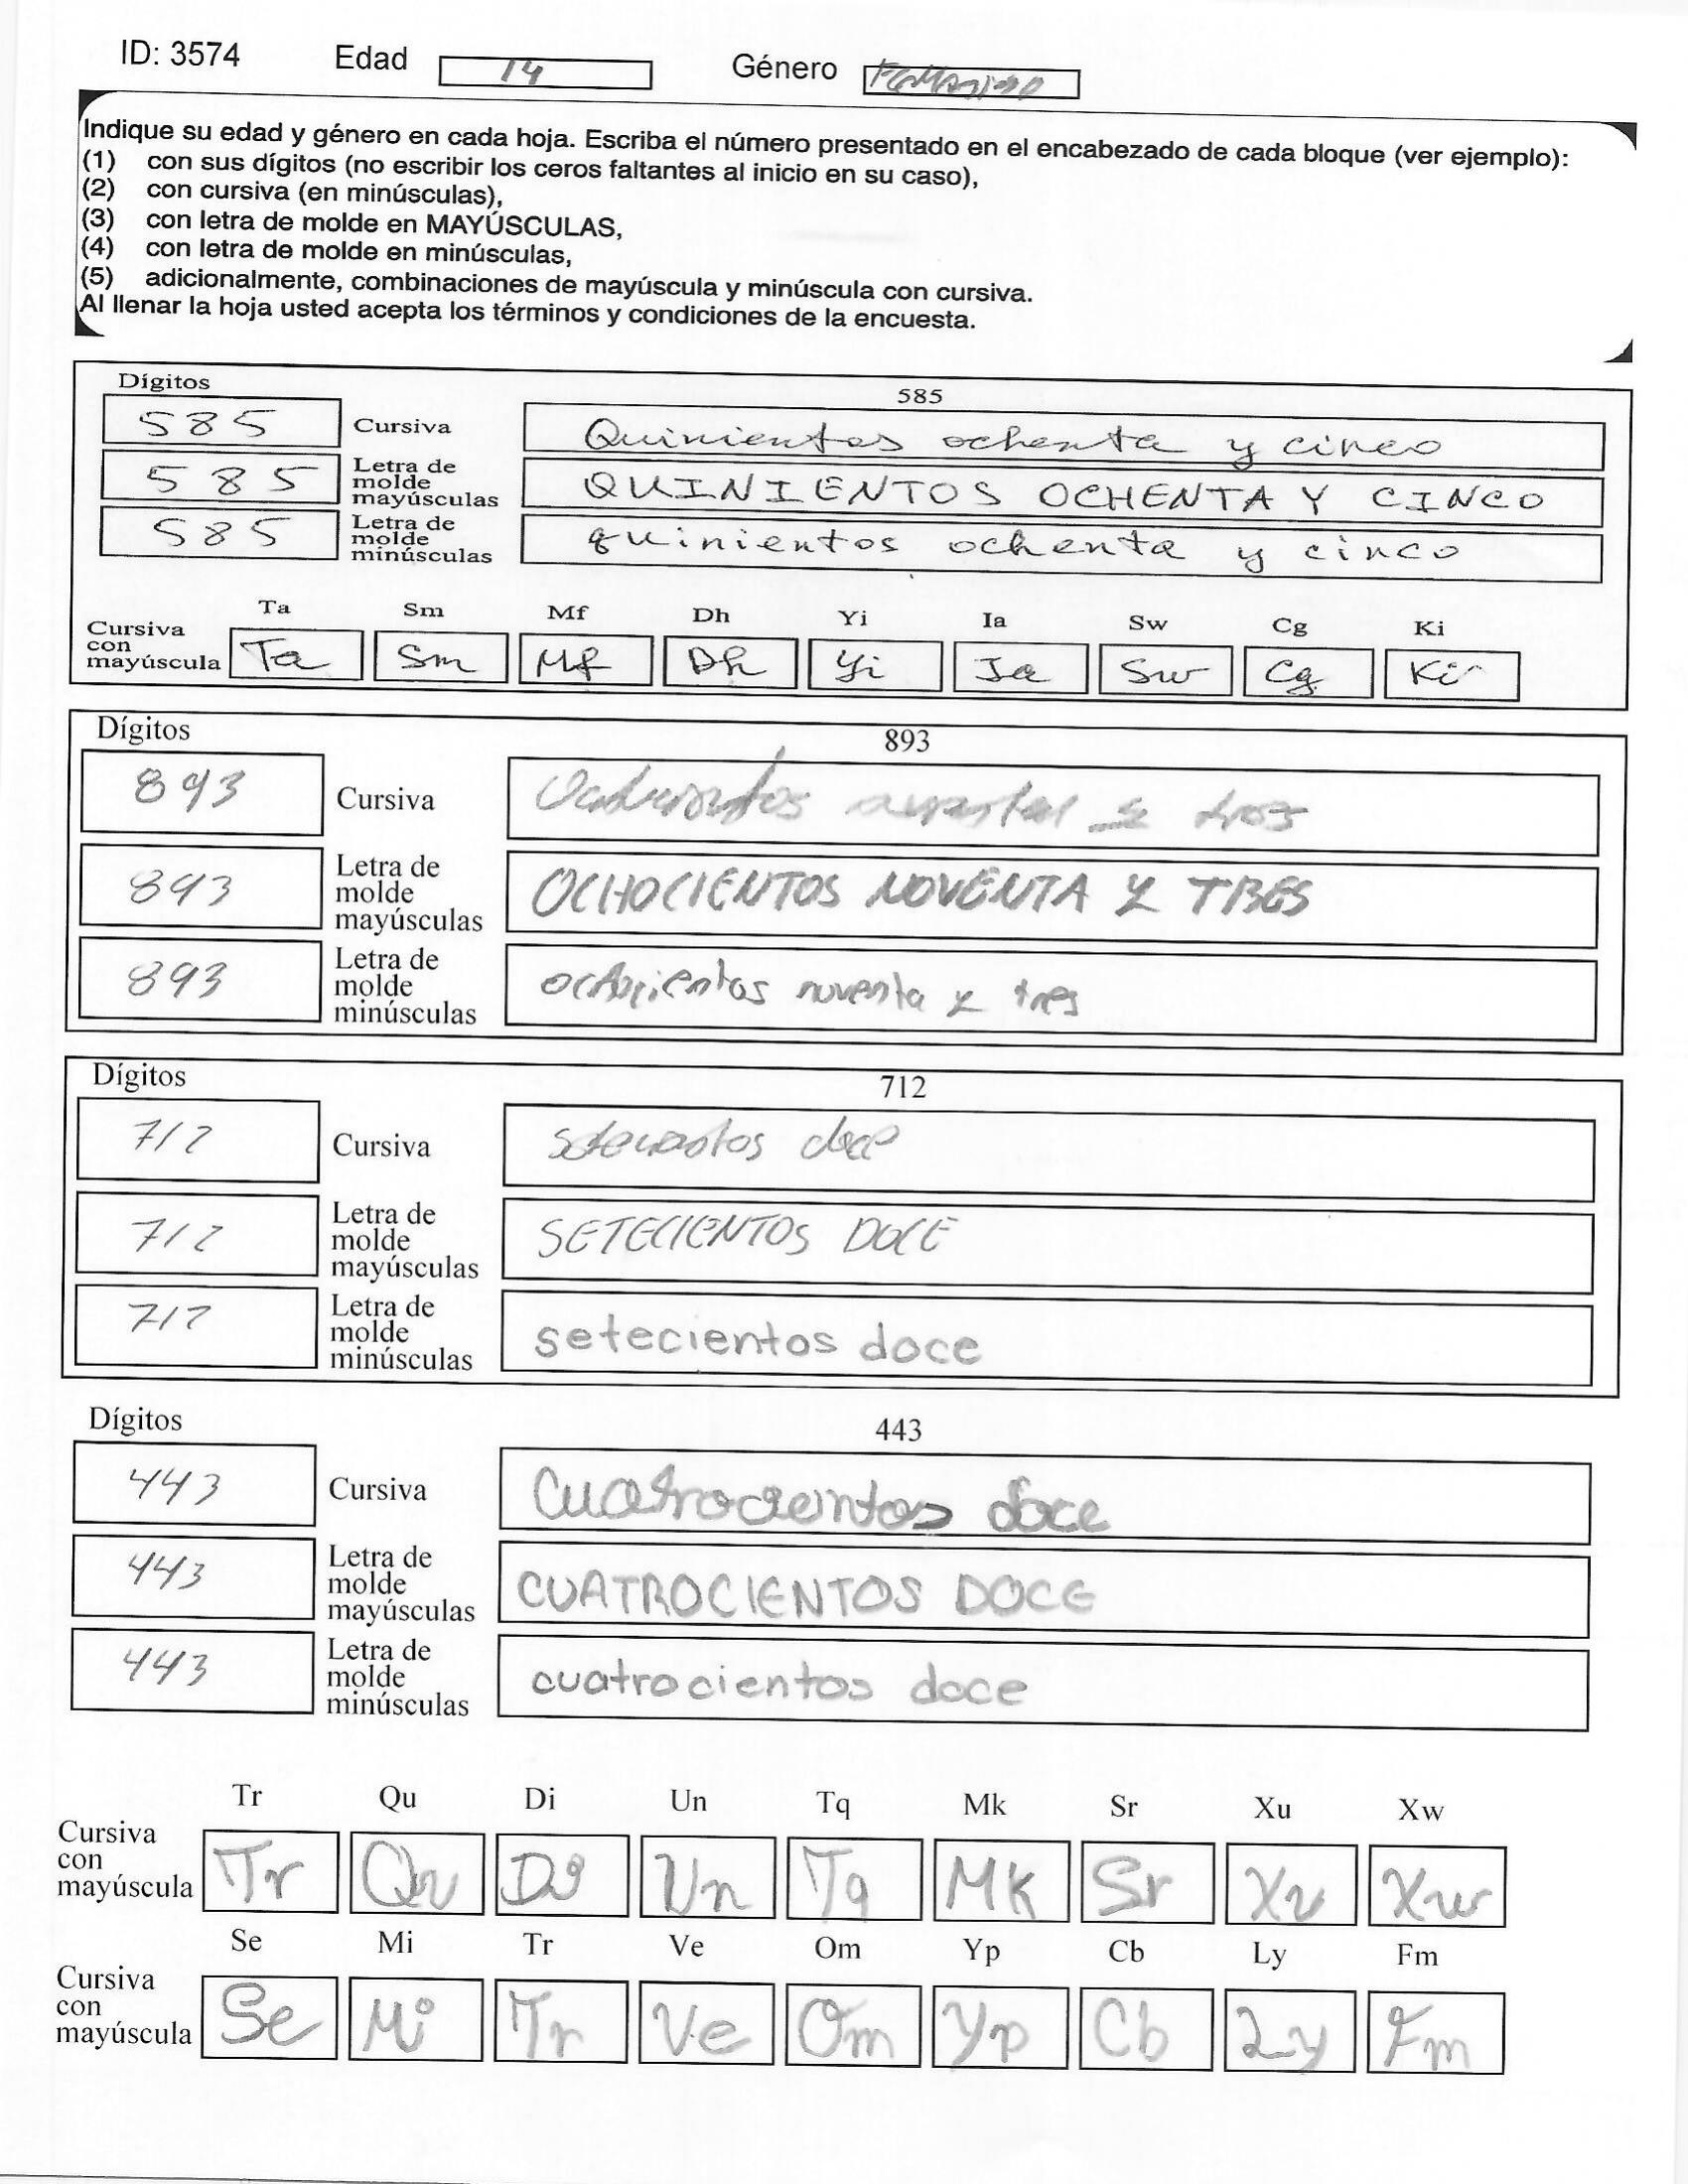 ID: 3574 Edad 14 Género FEMENINO
Indique su edad y género en cada hoja. Escriba el número presentado en el encabezado de cada bloque (ver ejemplo):
(1) con sus dígitos (no escribir los ceros faltantes al inicio en su caso),
(2) con cursiva (en minúsculas),
(3) con letra de molde en MAYÚSCULAS,
(4) con letra de molde en minúsculas,
(5) adicionalmente, combinaciones de mayúscula y minúscula con cursiva.
Al llenar la hoja usted acepta los términos y condiciones de la encuesta.
Dígitos 585
585 Cursiva Quinientos ochenta y cinco
585 Letra de molde mayúsculas QUINIENTOS OCHENTA Y CINCO
585 Letra de molde minúsculas quinientos ochenta y cinco
Ta Sm Mf Dh Yi Ia Sw Cg Ki
Cursiva con mayúscula Ta Sm Mf Dh Yi Ia Sw Cg Ki
Dígitos 893
893 Cursiva tres
893 Letra de molde mayúsculas OCHOCIENTOS NOVENTA Y TRES
893 Letra de molde minúsculas ochocientos noventa y tres
Dígitos 712
712 Cursiva doce
712 Letra de molde mayúsculas SETECIENTOS DOCE
712 Letra de molde minúsculas setecientos doce
Dígitos 443
443 Cursiva Cuatrocientos doce
443 Letra de molde mayúsculas CUATROCIENTOS DOCE
443 Letra de molde minúsculas cuatrocientos doce
Tr Qu Di Un Tq Mk Sr Xu Xw
Cursiva con mayúscula Tr Qu Di Un Tq Mk Sr Xu Xw
Se Mi Tr Ve Om Yp Cb Ly Fm
Cursiva con mayúscula Se Mi Tr Ve Om Yp Cb Ly Fm